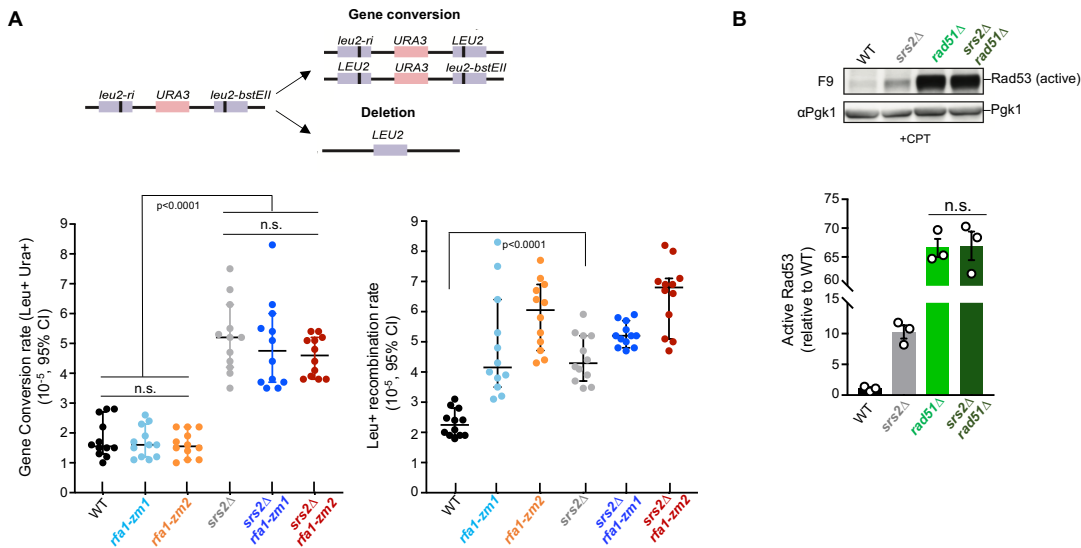 A
Gene conversion
leu2-ri URA3 LEU2
LEU2 URA3 leu2-bstEII
leu2-ri URA3 leu2-bstEII
Deletion
LEU2
Gene Conversion rate (Leu+ Ura+)
(10-5, 95% CI)
9
8
7
6
5
4
3
2
1
0
p<0.0001
n.s.
n.s.
WT
rfa1-zm1
rfa1-zm2
srs2Δ
srs2Δ
rfa1-zm1
srs2Δ
rfa1-zm2
Leu+ recombination rate
(10-5, 95% CI)
9
8
7
6
5
4
3
2
1
0
p<0.0001
WT
rfa1-zm1
rfa1-zm2
srs2Δ
srs2Δ
rfa1-zm1
srs2Δ
rfa1-zm2
B
WT
srs2Δ
rad51Δ
srs2Δ
rad51Δ
F9
Rad53 (active)
αPgk1
Pgk1
+CPT
Active Rad53
(relative to WT)
75
70
65
60
15
10
5
0
n.s.
WT
srs2Δ
rad51Δ
srs2Δ
rad51Δ